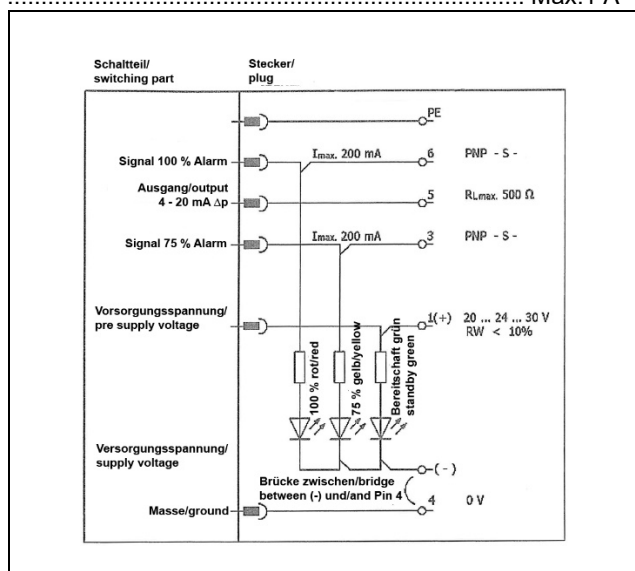 Max.1 A
Schaltteil/
switching part
Stecker/
plug
PE
Signal 100 % Alarm
Imax. 200 mA
6
PNP - S -
Ausgang/output
4 - 20 mA Δp
5
RLmax. 500 Ω
Signal 75 % Alarm
Imax. 200 mA
3
PNP - S -
Vorsorgungsspannung/
pre supply voltage
1(+)
20 ... 24 ... 30 V
RW < 10%
100 % rot/red
75 % gelb/yellow
Bereitschaft grün
standby green
Versorgungsspannung/
supply voltage
(-)
Brücke zwischen/bridge
between (-) und/and Pin 4
Masse/ground
4
0 V